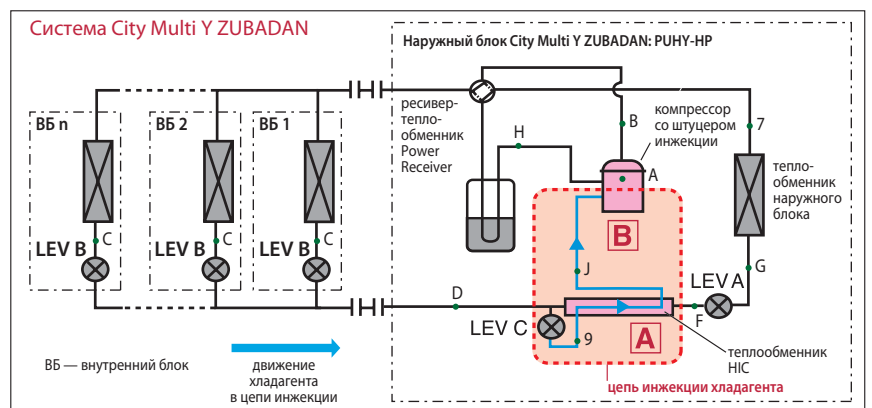 Система City Multi Y ZUBADAN
Наружный блок City Multi Y ZUBADAN: PUHY-HP
ВБ n
ВБ 2
ВБ 1
ресивер-
тепло-
обменник
Power
Receiver
H
B
компрессор
со штуцером
инжекции
A
7
тепло-
обменник
наружного
блока
LEV B
C
LEV B
C
LEV B
C
B
J
G
LEV A
D
F
LEV C
9
A
теплообменник
HIC
цепь инжекции хладагента
ВБ — внутренний блок
движение
хладагента
в цепи инжекции